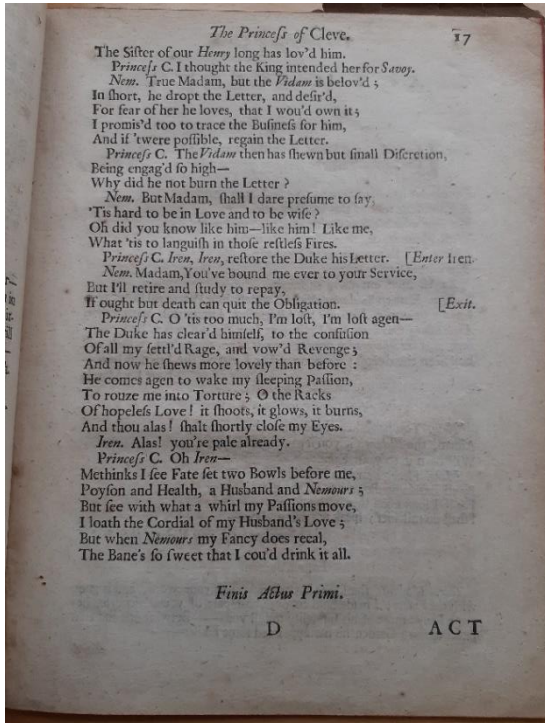 The Princeſs of Cleve.
17
The Siſter of our Henry long has lov'd him.
Princeſs C. I thought the King intended her for Savoy.
Nem. True Madam, but the Vidam is belov'd ;
In ſhort, he dropt the Letter, and deſir'd,
For fear of her he loves, that I wou'd own it ;
I promis'd too to trace the Buſineſs for him,
And if 'twere poſſible, regain the Letter.
Princeſs C. The Vidam then has ſhewn but ſmall Diſcretion,
Being engag'd ſo high—
Why did he not burn the Letter ?
Nem. But Madam, ſhall I dare preſume to ſay,
'Tis hard to be in Love and to be wiſe ?
Oh did you know like him—like him! Like me,
What 'tis to languiſh in thoſe reſtleſs Fires.
Princeſs C. Iren, Iren, reſtore the Duke his Letter. [Enter Iren.
Nem. Madam, You've bound me ever to your Service,
But I'll retire and ſtudy to repay,
If ought but death can quit the Obligation. [Exit.
Princeſs C. O 'tis too much, I'm loſt, I'm loſt agen—
The Duke has clear'd himſelf, to the confuſion
Of all my ſettl'd Rage, and vow'd Revenge ;
And now he ſhews more lovely than before :
He comes agen to wake my ſleeping Paſſion,
To rouze me into Torture ; O the Racks
Of hopeleſs Love! it ſhoots, it glows, it burns,
And thou alas! ſhalt ſhortly cloſe my Eyes.
Iren. Alas! you're pale already.
Princeſs C. Oh Iren—
Methinks I ſee Fate ſet two Bowls before me,
Poyſon and Health, a Husband and Nemours ;
But ſee with what a whirl my Paſſions move,
I loath the Cordial of my Husband's Love ;
But when Nemours my Fancy does recal,
The Bane's ſo ſweet that I cou'd drink it all.
Finis Actus Primi.
D
ACT